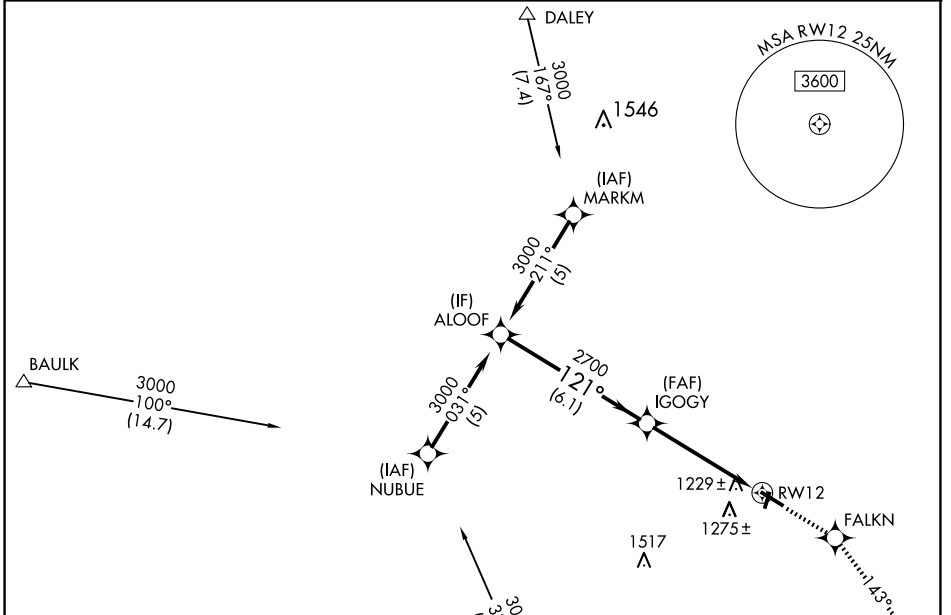 DALEY
MSA RW12 25NM
3600
3000
167°
(7.4)
1546
(IAF)
MARKM
3000
211°
(5)
(IF)
ALOOF
BAULK
3000
100°
(14.7)
2700
121°
(6.1)
(FAF)
IGOGY
3000
031°
(5)
(IAF)
NUBUE
1229±
RW12
1275±
FALKN
1517
143°